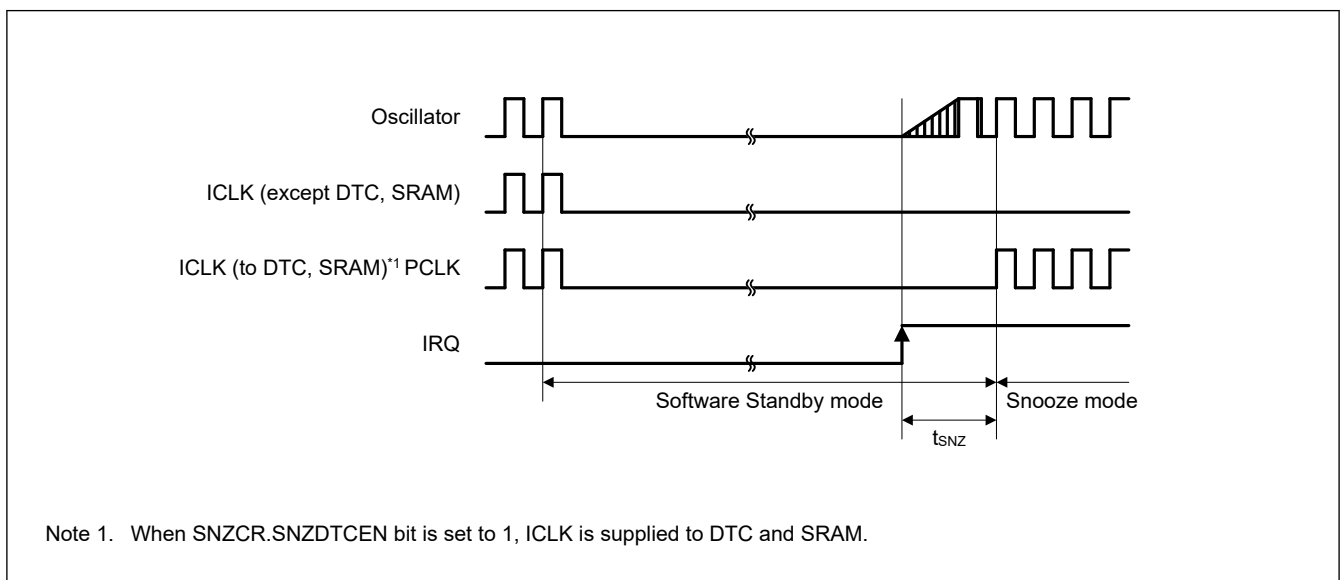 Oscillator
ICLK (except DTC, SRAM)
ICLK (to DTC, SRAM)*1 PCLK
IRQ
Software Standby mode
Snooze mode
tSNZ
Note 1. When SNZCR.SNZDTCEN bit is set to 1, ICLK is supplied to DTC and SRAM.